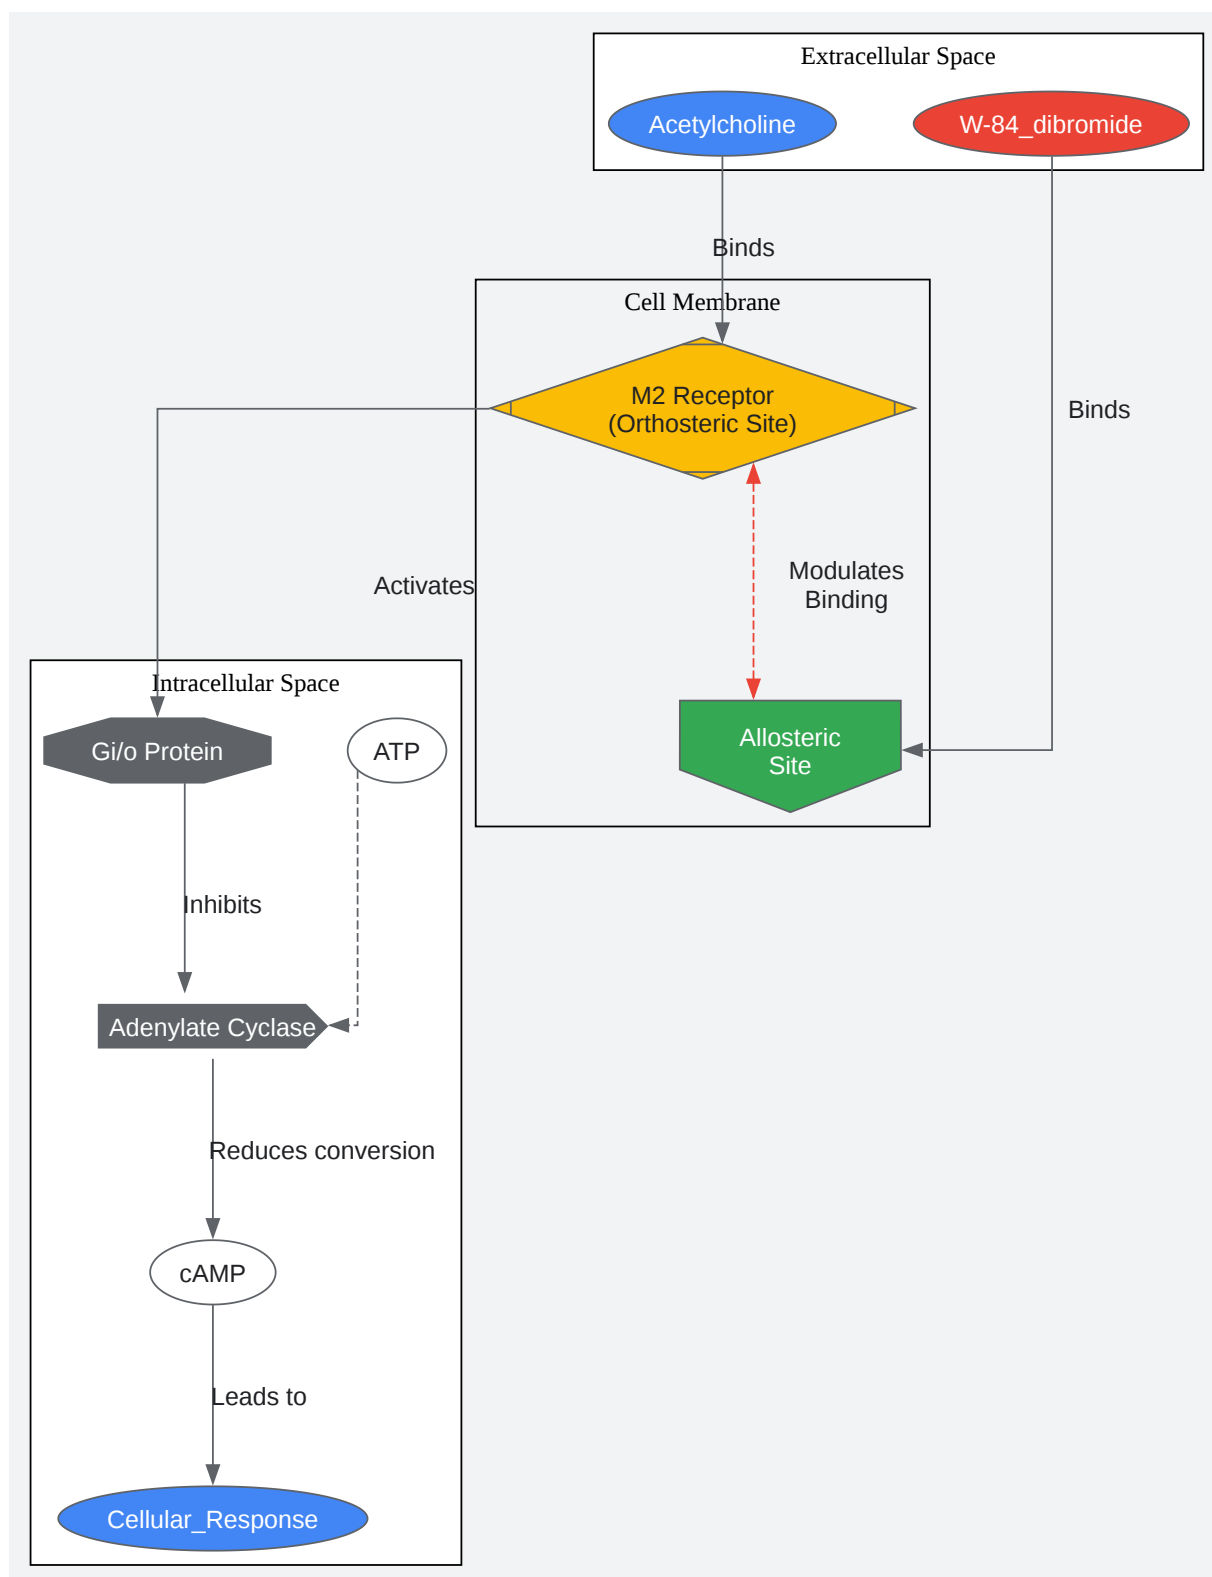 Extracellular Space
Acetylcholine
W-84_dibromide
Binds
Cell Membrane
M2 Receptor
(Orthosteric Site)
Binds
Activates
Modulates
Binding
Intracellular Space
Gi/o Protein
ATP
Allosteric
Site
Inhibits
Adenylate Cyclase
Reduces conversion
cAMP
Leads to
Cellular_Response